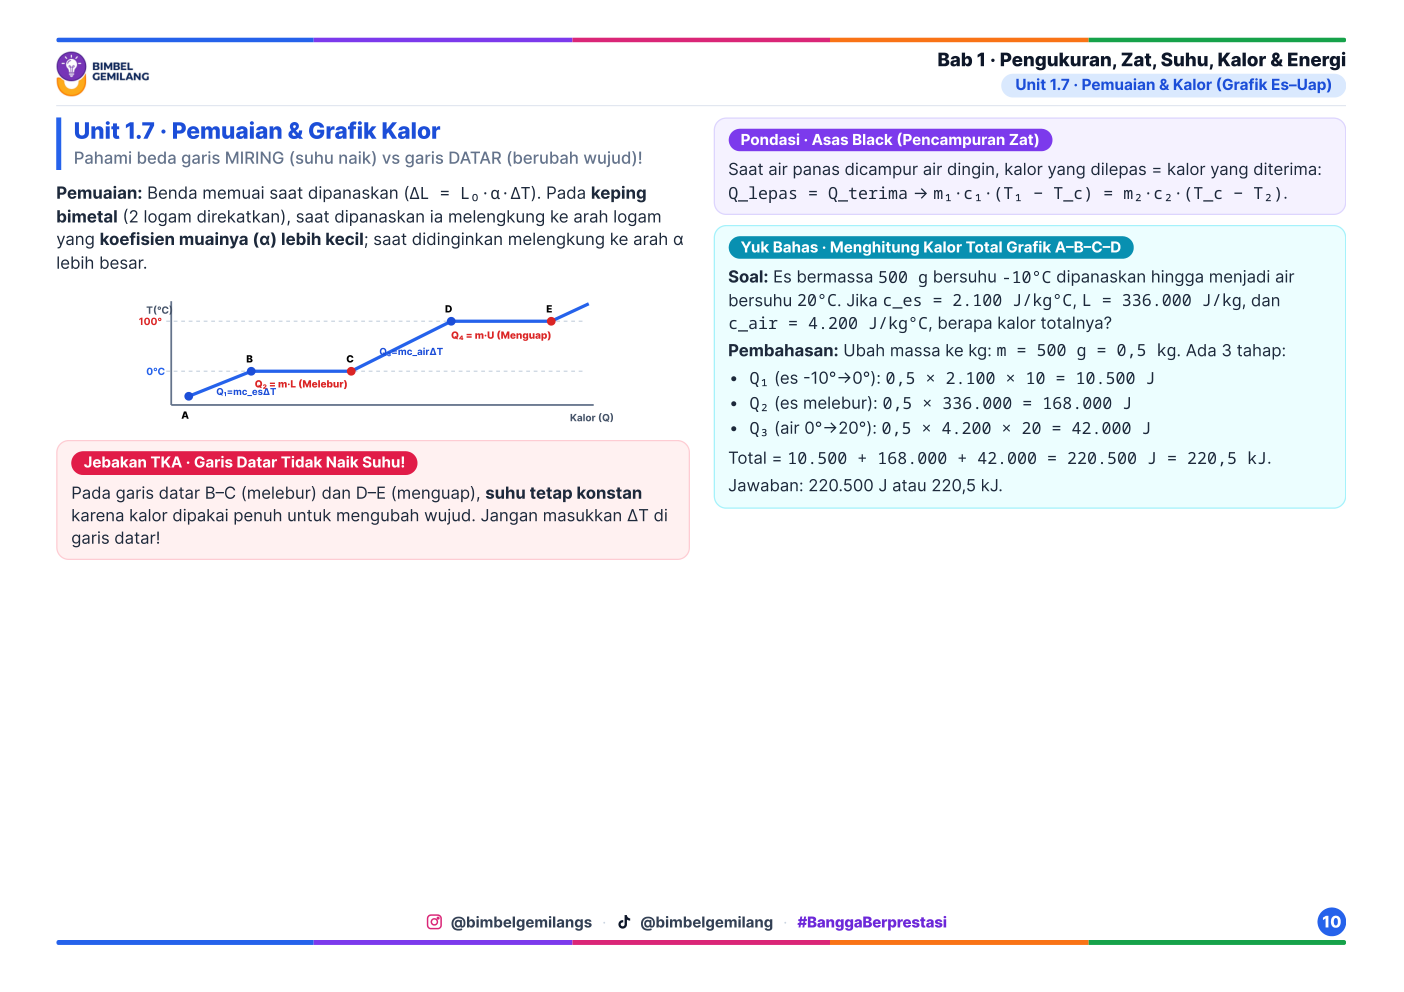 BIMBEL
GEMILANG
Bab 1 · Pengukuran, Zat, Suhu, Kalor & Energi
Unit 1.7 · Pemuaian & Kalor (Grafik Es–Uap)
Unit 1.7 · Pemuaian & Grafik Kalor
Pahami beda garis MIRING (suhu naik) vs garis DATAR (berubah wujud)!
Pemuaian: Benda memuai saat dipanaskan (ΔL = L₀·α·ΔT). Pada keping
bimetal (2 logam direkatkan), saat dipanaskan ia melengkung ke arah logam
yang koefisien muainya (α) lebih kecil; saat didinginkan melengkung ke arah α
lebih besar.
T(°C)
100°
0°C
A
B
C
D
E
Q₁=mc_esΔT
Q₂ = m·L (Melebur)
Q₃=mc_airΔT
Q₄ = m·U (Menguap)
Kalor (Q)
Jebakan TKA · Garis Datar Tidak Naik Suhu!
Pada garis datar B–C (melebur) dan D–E (menguap), suhu tetap konstan
karena kalor dipakai penuh untuk mengubah wujud. Jangan masukkan ΔT di
garis datar!
Pondasi · Asas Black (Pencampuran Zat)
Saat air panas dicampur air dingin, kalor yang dilepas = kalor yang diterima:
Q_lepas = Q_terima → m₁·c₁·(T₁ − T_c) = m₂·c₂·(T_c − T₂).
Yuk Bahas · Menghitung Kalor Total Grafik A–B–C–D
Soal: Es bermassa 500 g bersuhu -10°C dipanaskan hingga menjadi air
bersuhu 20°C. Jika c_es = 2.100 J/kg°C, L = 336.000 J/kg, dan
c_air = 4.200 J/kg°C, berapa kalor totalnya?
Pembahasan: Ubah massa ke kg: m = 500 g = 0,5 kg. Ada 3 tahap:
• Q₁ (es -10°→0°): 0,5 × 2.100 × 10 = 10.500 J
• Q₂ (es melebur): 0,5 × 336.000 = 168.000 J
• Q₃ (air 0°→20°): 0,5 × 4.200 × 20 = 42.000 J
Total = 10.500 + 168.000 + 42.000 = 220.500 J = 220,5 kJ.
Jawaban: 220.500 J atau 220,5 kJ.
@bimbelgemilangs · @bimbelgemilang · #BanggaBerprestasi
10